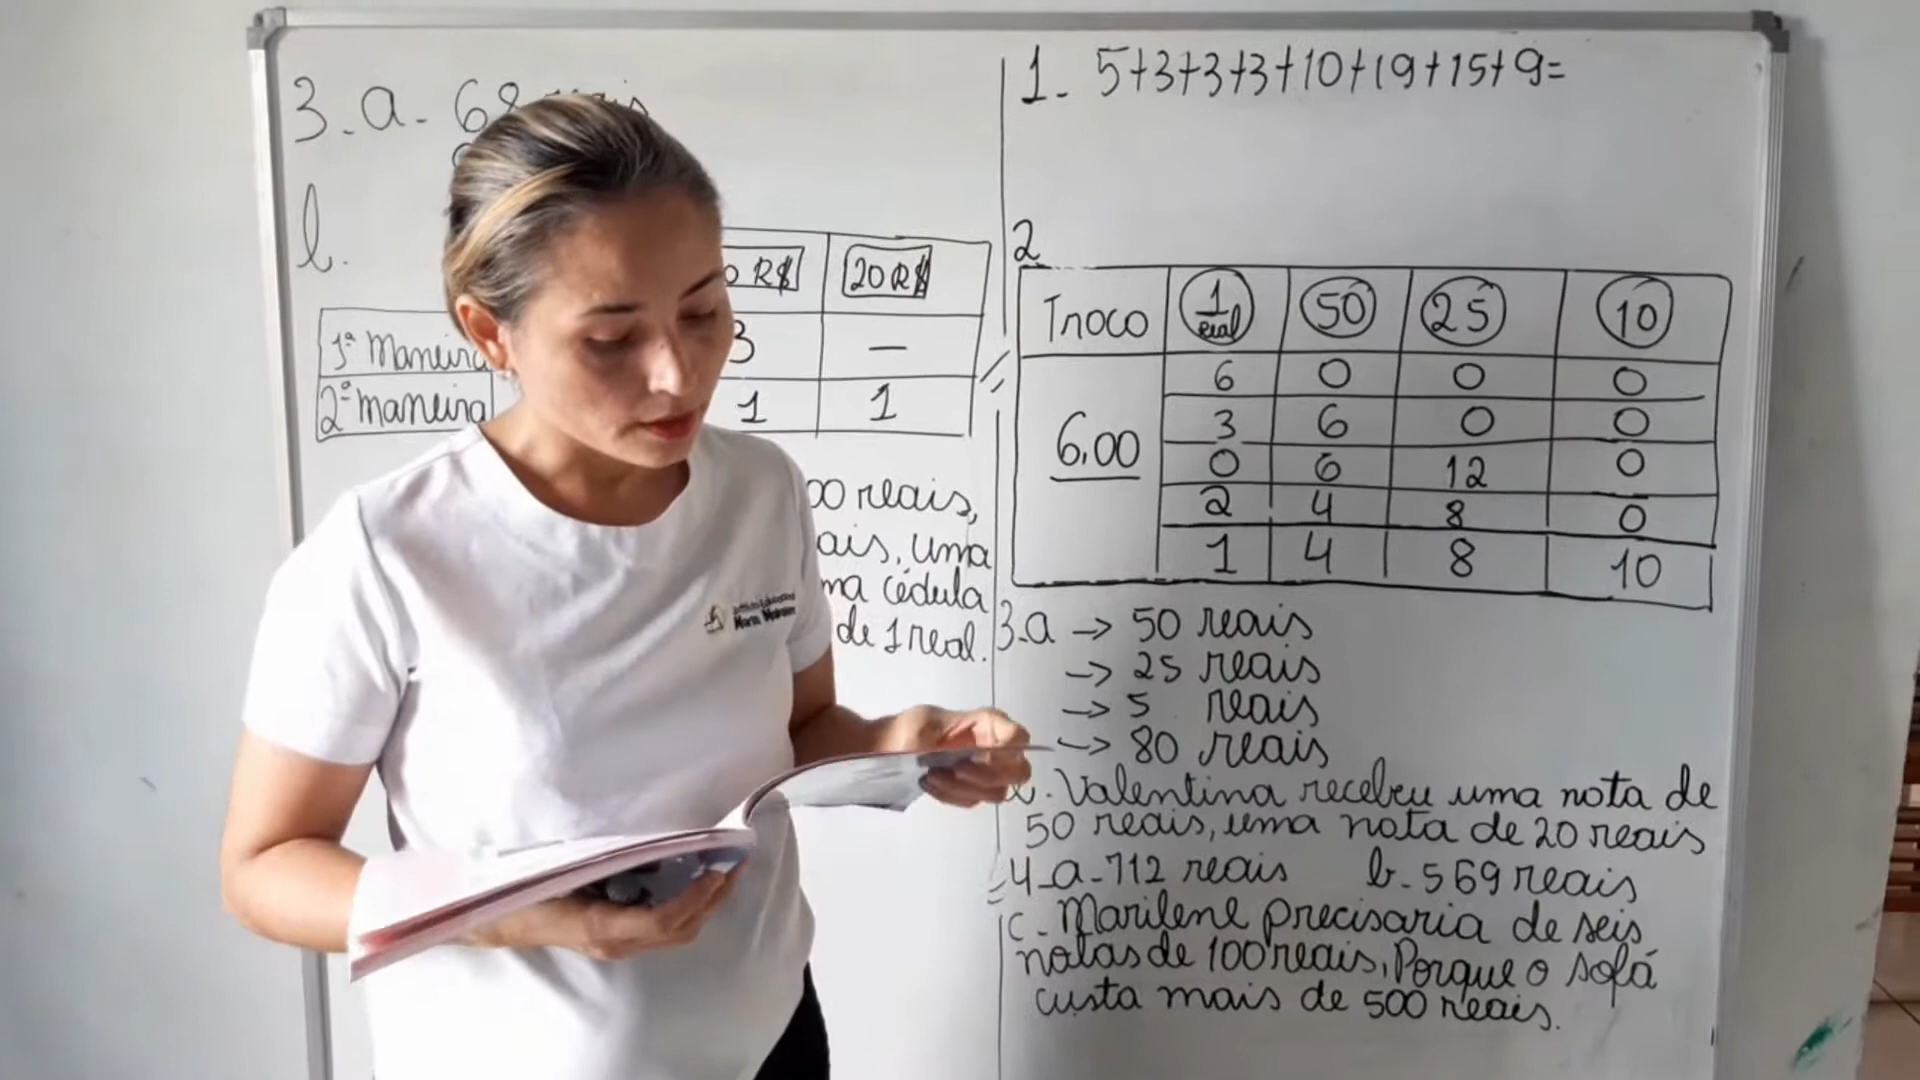 3-a-68 reais
b.
0 R$ 20 R$
1ª Maneira 3 —
2ª maneira 1 1
00 reais,
ais, uma
ma cédula
de 1 real.
1- 5+3+3+3+10+19+15+9=
2
Troco 1 real 50 25 10
6 0 0 0
3 6 0 0
6,00
0 6 12 0
2 4 8 0
1 4 8 10
3-a → 50 reais
→ 25 reais
→ 5 reais
→ 80 reais
b. Valentina recebeu uma nota de
50 reais, uma nota de 20 reais
4-a-712 reais b-569 reais
c-Marilene precisaria de seis
notas de 100 reais, Porque o sofá
custa mais de 500 reais.